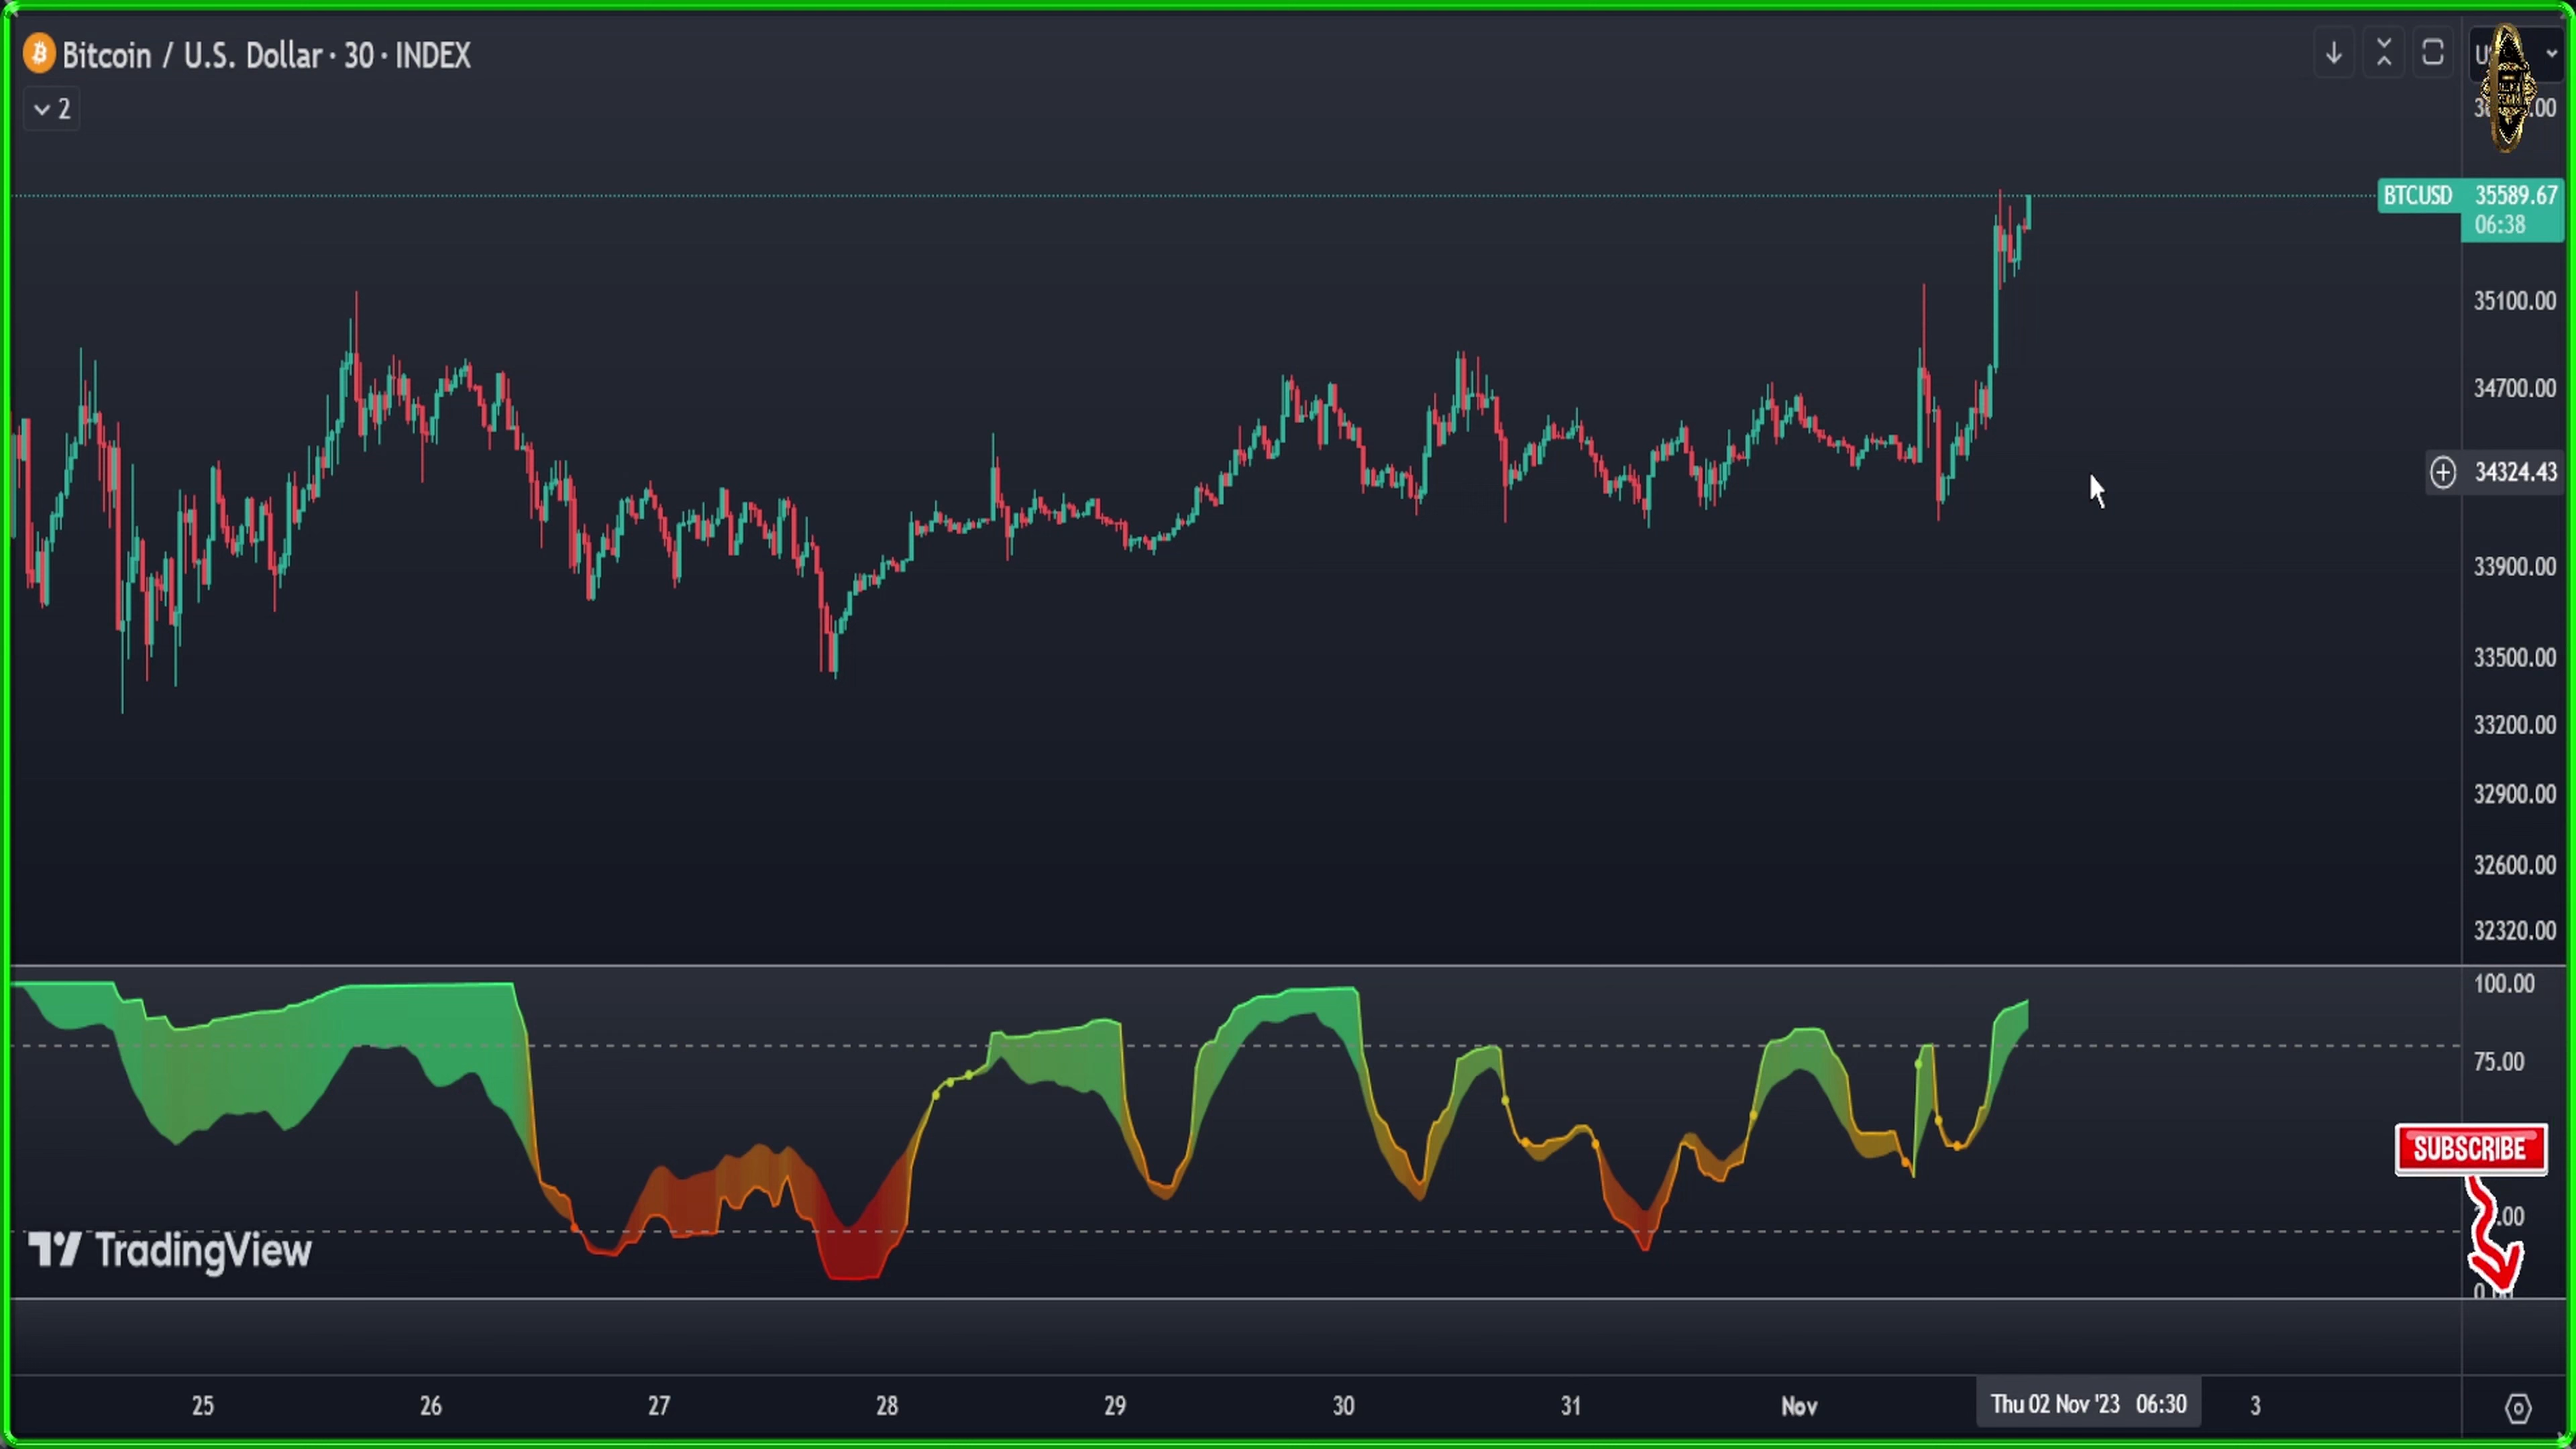 Bitcoin / U.S. Dollar · 30 · INDEX
2
BTCUSD 35589.67
06:38
35100.00
34700.00
34324.43
33900.00
33500.00
33200.00
32900.00
32600.00
32320.00
100.00
75.00
SUBSCRIBE
TradingView
25 26 27 28 29 30 31 Nov Thu 02 Nov '23 06:30 3